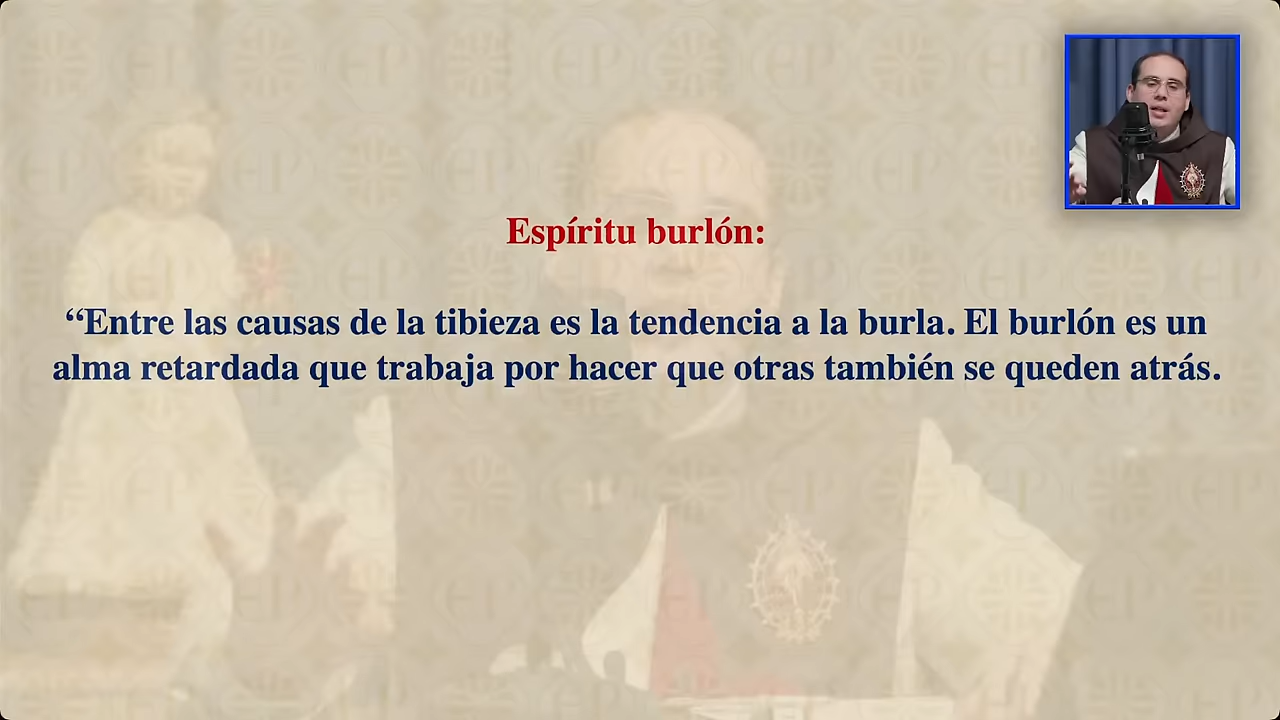 Espíritu burlón:
“Entre las causas de la tibieza es la tendencia a la burla. El burlón es un
alma retardada que trabaja por hacer que otras también se queden atrás.